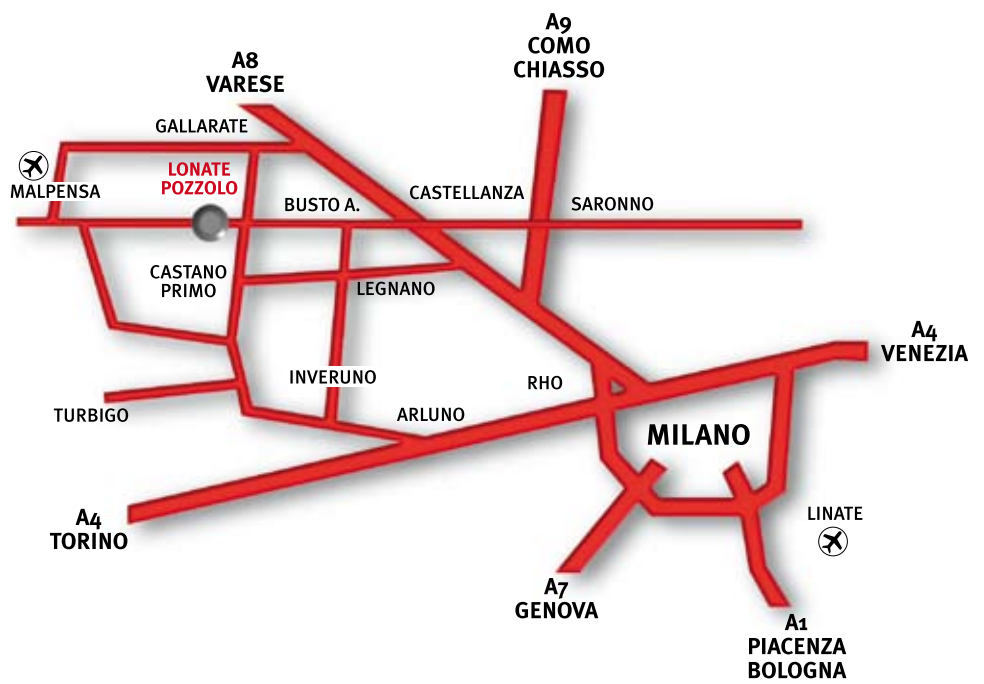 A9
COMO
CHIASSO
A8
VARESE
GALLARATE
LONATE
POZZOLO
MALPENSA
BUSTO A.
CASTELLANZA
SARONNO
CASTANO
PRIMO
LEGNANO
A4
VENEZIA
INVERUNO
RHO
TURBIGO
ARLUNO
MILANO
A4
TORINO
LINATE
A7
GENOVA
A1
PIACENZA
BOLOGNA